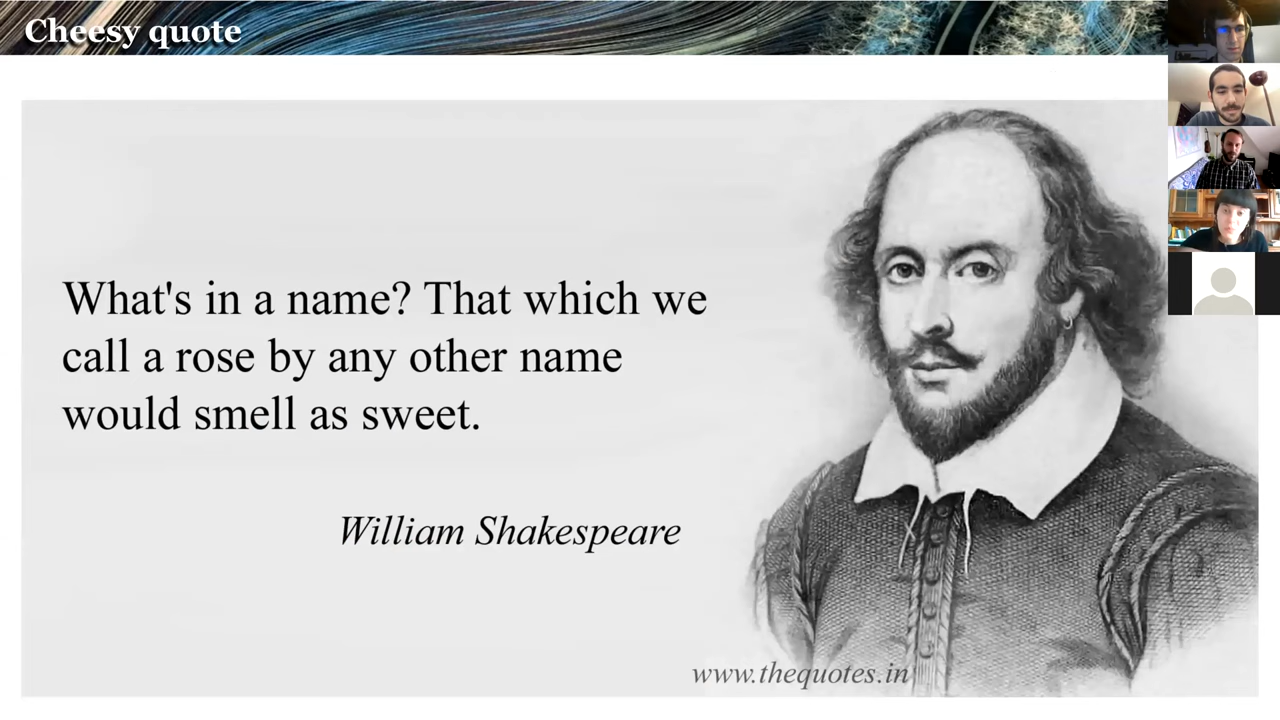 Cheesy quote
What's in a name? That which we
call a rose by any other name
would smell as sweet.
William Shakespeare
www.thequotes.in